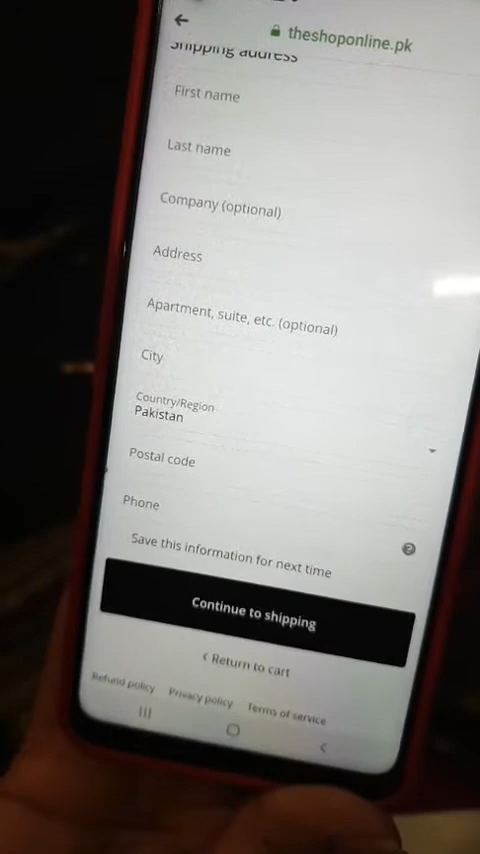 theshoponline.pk
Shipping address
First name
Last name
Company (optional)
Address
Apartment, suite, etc. (optional)
City
Country/Region
Pakistan
Postal code
Phone
Save this information for next time
Continue to shipping
< Return to cart
Refund policy Privacy policy Terms of service